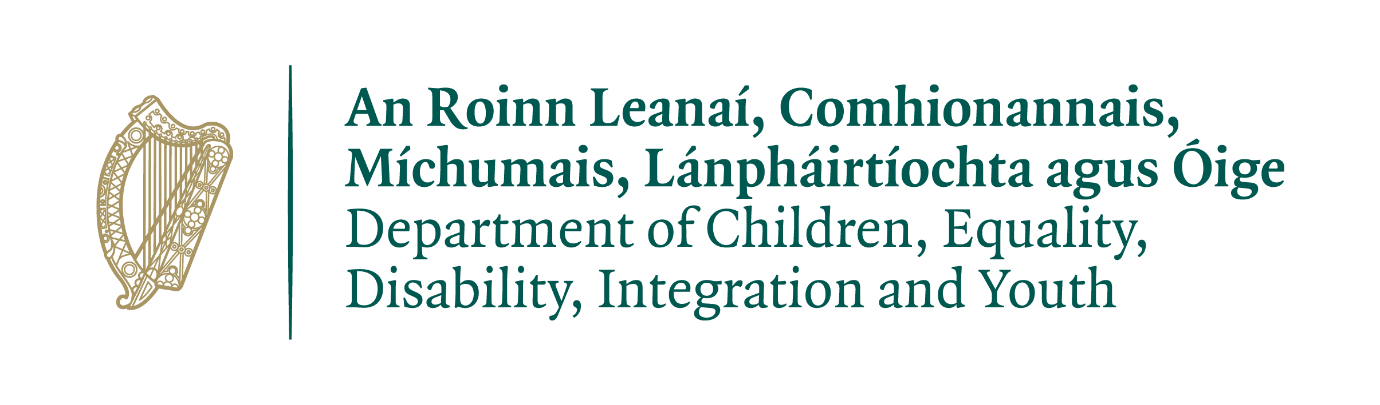 An Roinn Leanaí, Comhionannais,
Míchumais, Lánpháirtíochta agus Óige
Department of Children, Equality,
Disability, Integration and Youth